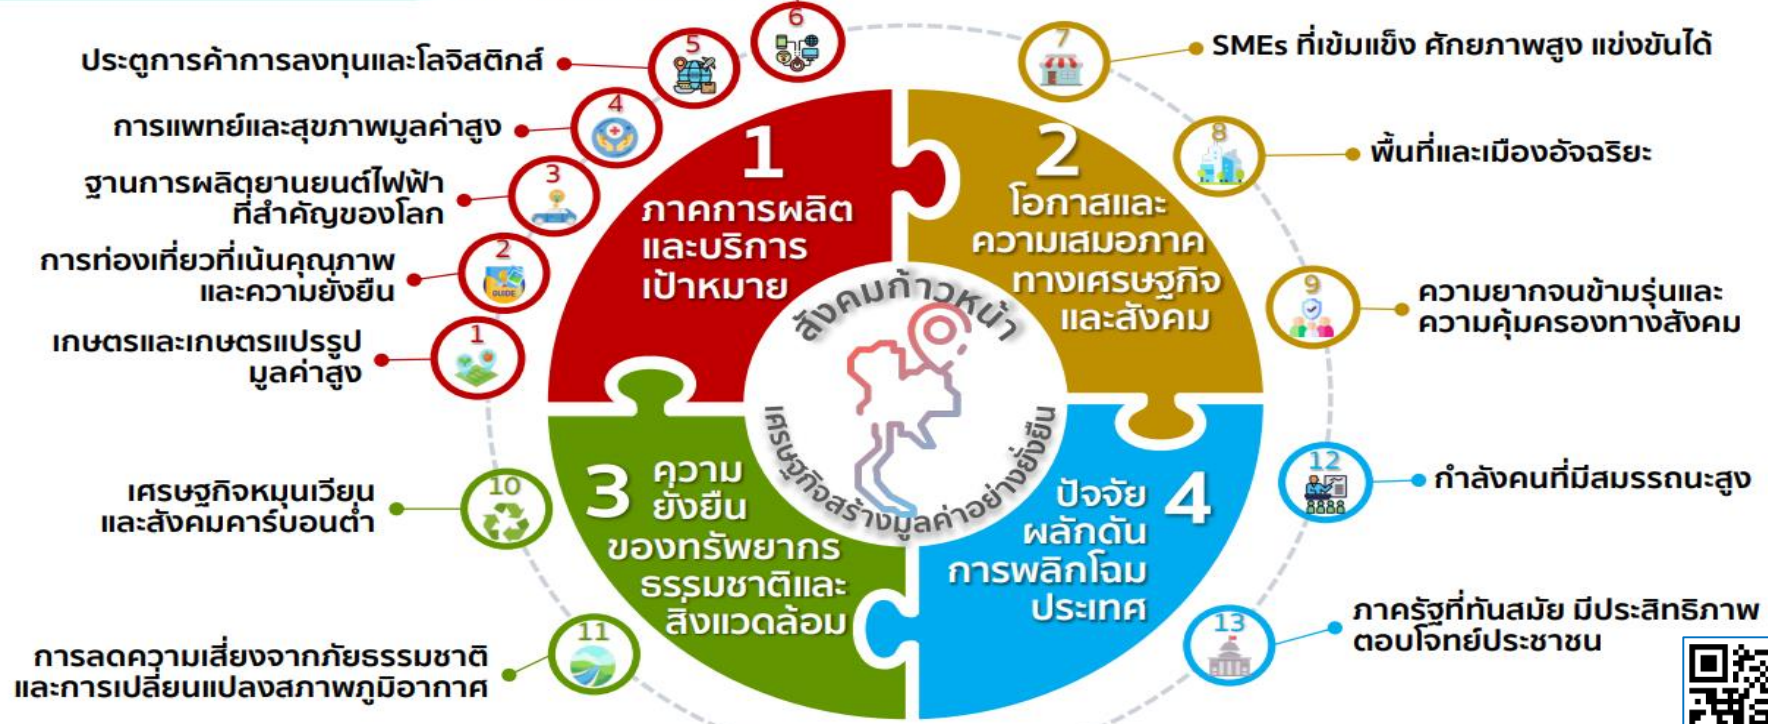 6
5
ประตูการค้าการลงทุนและโลจิสติกส์
4
การแพทย์และสุขภาพมูลค่าสูง
3
ฐานการผลิตยานยนต์ไฟฟ้า
ที่สำคัญของโลก
2
GUIDE
การท่องเที่ยวที่เน้นคุณภาพ
และความยั่งยืน
1
เกษตรและเกษตรแปรรูป
มูลค่าสูง
1
ภาคการผลิต
และบริการ
เป้าหมาย
7
SMEs ที่เข้มแข็ง ศักยภาพสูง แข่งขันได้
8
พื้นที่และเมืองอัจฉริยะ
9
ความยากจนข้ามรุ่นและ
ความคุ้มครองทางสังคม
2
โอกาสและ
ความเสมอภาค
ทางเศรษฐกิจ
และสังคม
สังคมก้าวหน้า
เศรษฐกิจสร้างมูลค่าอย่างยั่งยืน
10
เศรษฐกิจหมุนเวียน
และสังคมคาร์บอนต่ำ
11
การลดความเสี่ยงจากภัยธรรมชาติ
และการเปลี่ยนแปลงสภาพภูมิอากาศ
3
ความ
ยั่งยืน
ของทรัพยากร
ธรรมชาติและ
สิ่งแวดล้อม
4
ปัจจัย
ผลักดัน
การพลิกโฉม
ประเทศ
12
กำลังคนที่มีสมรรถนะสูง
13
ภาครัฐที่ทันสมัย มีประสิทธิภาพ
ตอบโจทย์ประชาชน